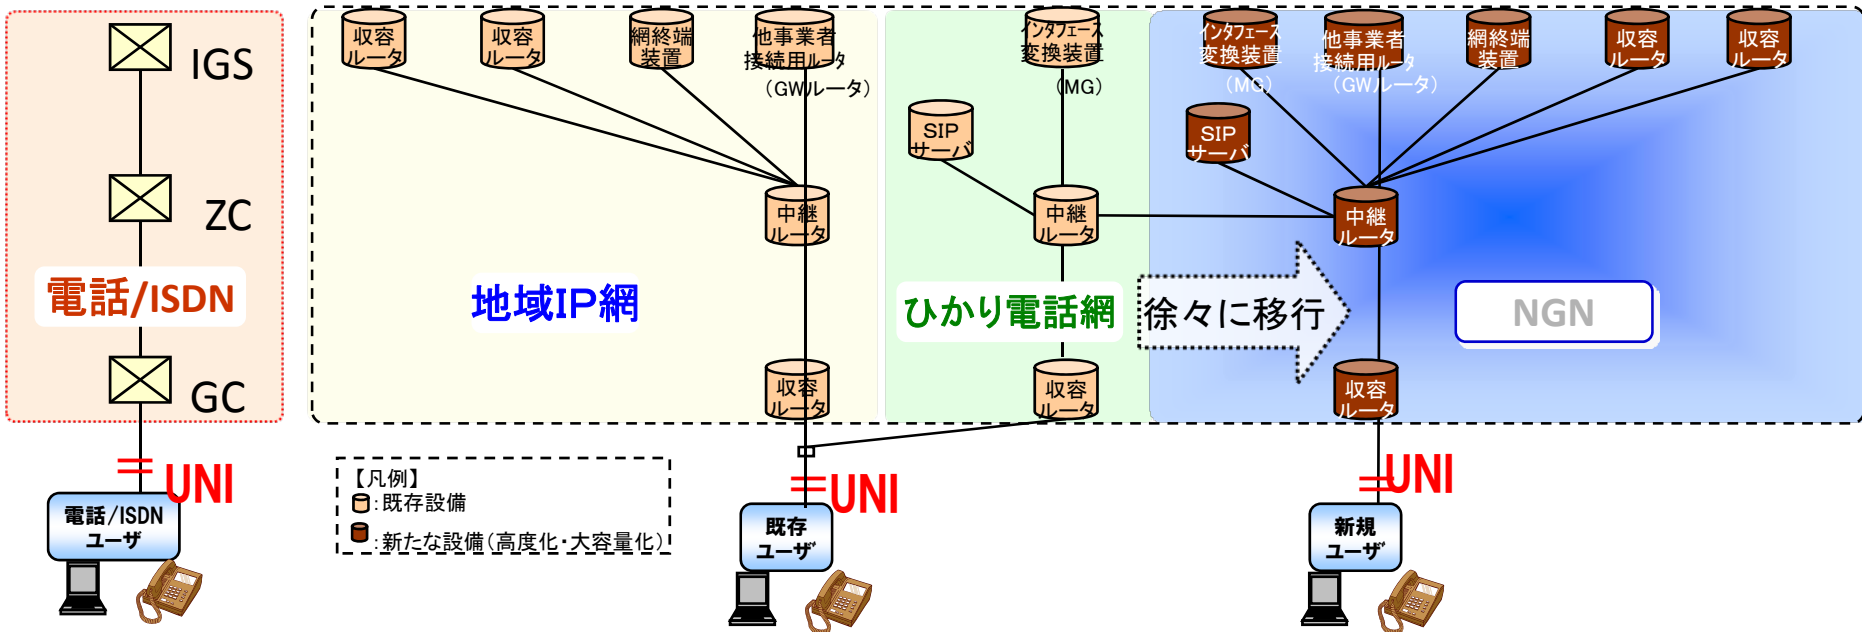 IGS
ZC
電話/ISDN
GC
UNI
電話/ISDN
ユーザ
収容
ルータ
収容
ルータ
網終端
装置
他事業者
接続用ルータ
（GWルータ）
中継
ルータ
地域IP網
収容
ルータ
インタフェース
変換装置
（MG）
SIP
サーバ
中継
ルータ
ひかり電話網
収容
ルータ
徐々に移行
インタフェース
変換装置
（MG）
他事業者
接続用ルータ
（GWルータ）
網終端
装置
収容
ルータ
収容
ルータ
SIP
サーバ
中継
ルータ
NGN
収容
ルータ
【凡例】
：既存設備
：新たな設備（高度化・大容量化）
UNI
既存
ユーザ
UNI
新規
ユーザ